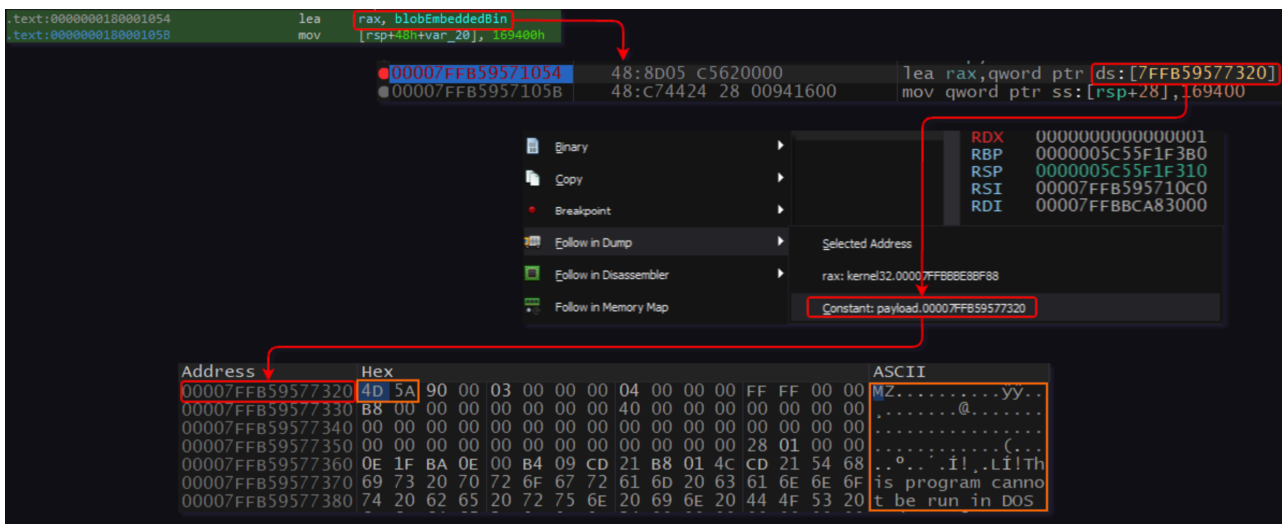 .text:0000000180001054 lea rax, blobEmbeddedBin
.text:000000018000105B mov [rsp+48h+var_20], 169400h
00007FFB59571054 48:8D05 C5620000 lea rax,qword ptr ds:[7FFB59577320]
00007FFB5957105B 48:C74424 28 00941600 mov qword ptr ss:[rsp+28],169400
RDX 0000000000000001
RBP 0000005C55F1F3B0
RSP 0000005C55F1F310
RSI 00007FFB595710C0
RDI 00007FFBBCA83000
Binary
Copy
Breakpoint
Follow in Dump
Follow in Disassembler
Follow in Memory Map
Selected Address
rax: kernel32.00007FFBBBE8BF88
Constant: payload.00007FFB59577320
Address Hex ASCII
00007FFB59577320 4D 5A 90 00 03 00 00 00 04 00 00 00 FF FF 00 00 MZ..........ÿÿ..
00007FFB59577330 B8 00 00 00 00 00 00 00 40 00 00 00 00 00 00 00 ¸.......@.......
00007FFB59577340 00 00 00 00 00 00 00 00 00 00 00 00 00 00 00 00 ................
00007FFB59577350 00 00 00 00 00 00 00 00 00 00 00 00 28 01 00 00 ............(...
00007FFB59577360 0E 1F BA 0E 00 B4 09 CD 21 B8 01 4C CD 21 54 68 ..º..´.Í!¸.LÍ!Th
00007FFB59577370 69 73 20 70 72 6F 67 72 61 6D 20 63 61 6E 6E 6F is program canno
00007FFB59577380 74 20 62 65 20 72 75 6E 20 69 6E 20 44 4F 53 20 t be run in DOS